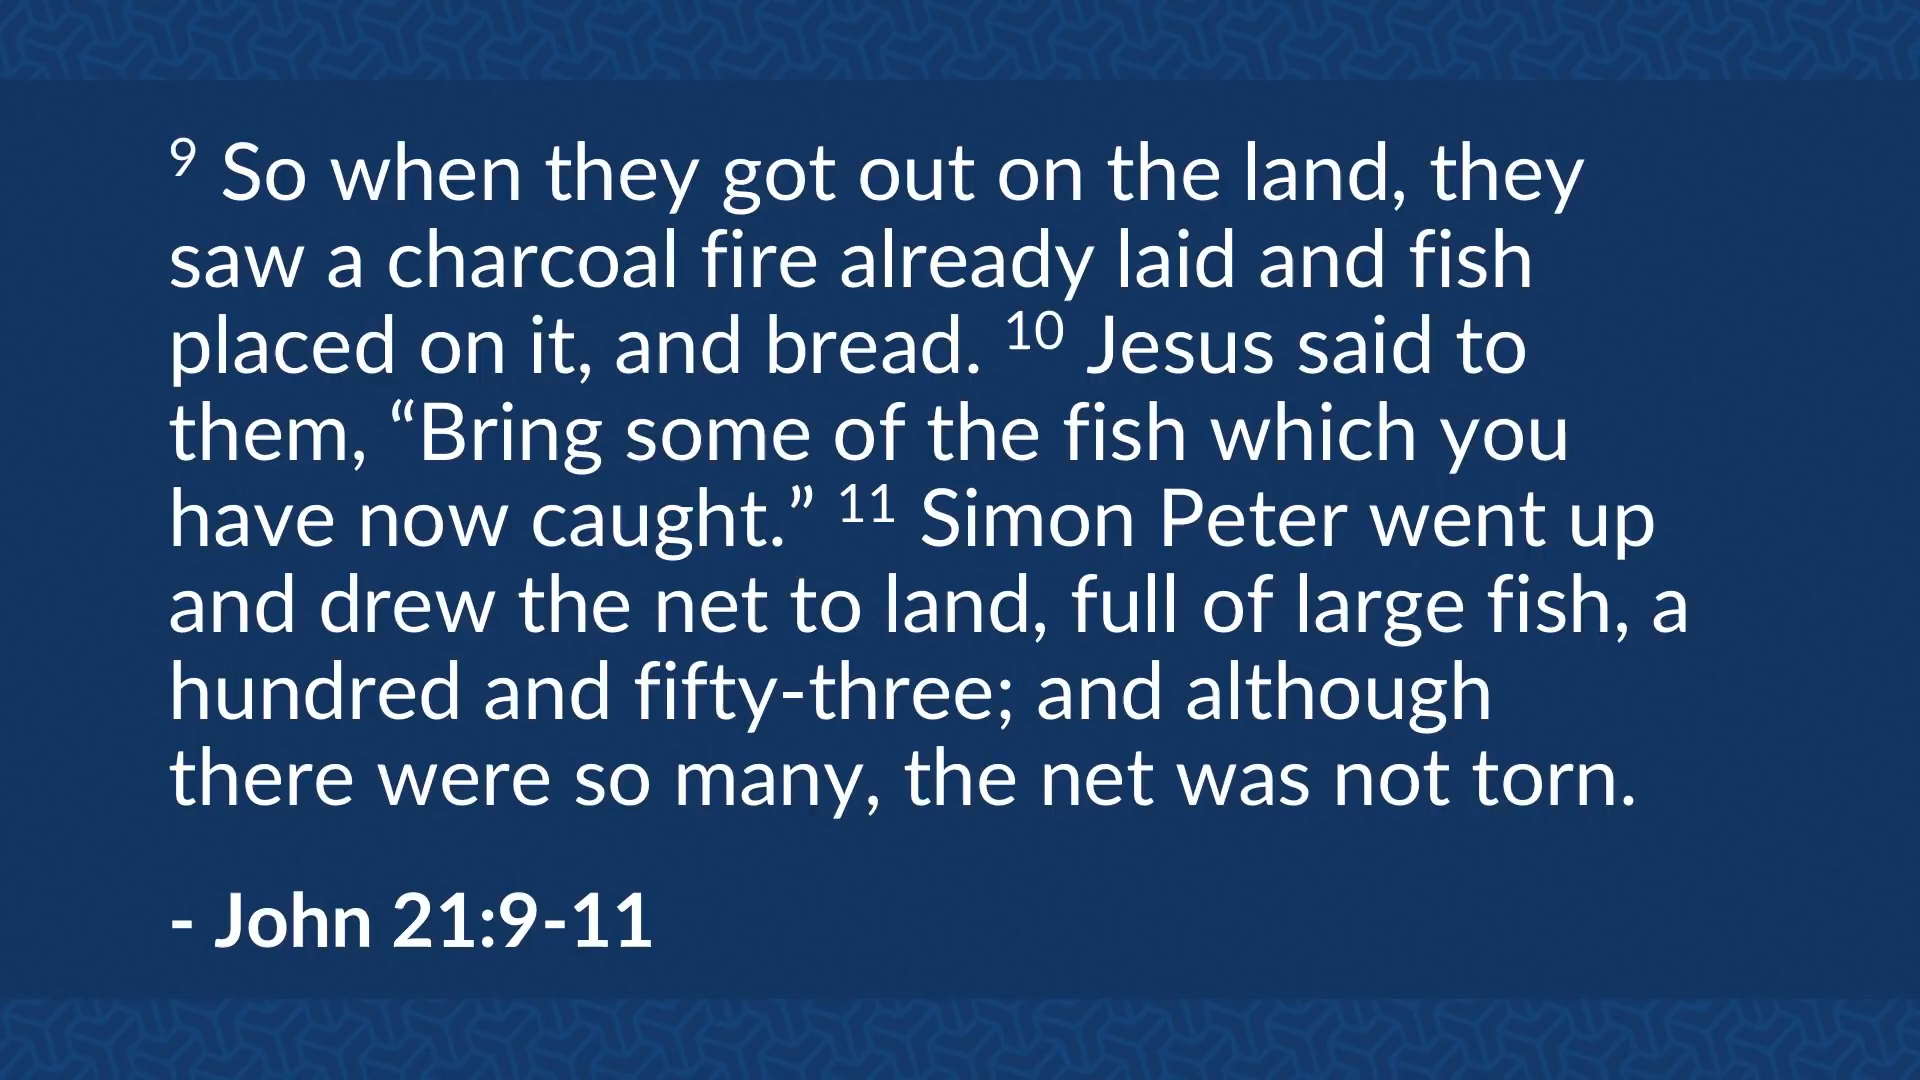 9 So when they got out on the land, they
saw a charcoal fire already laid and fish
placed on it, and bread. 10 Jesus said to
them, “Bring some of the fish which you
have now caught.” 11 Simon Peter went up
and drew the net to land, full of large fish, a
hundred and fifty-three; and although
there were so many, the net was not torn.
- John 21:9-11